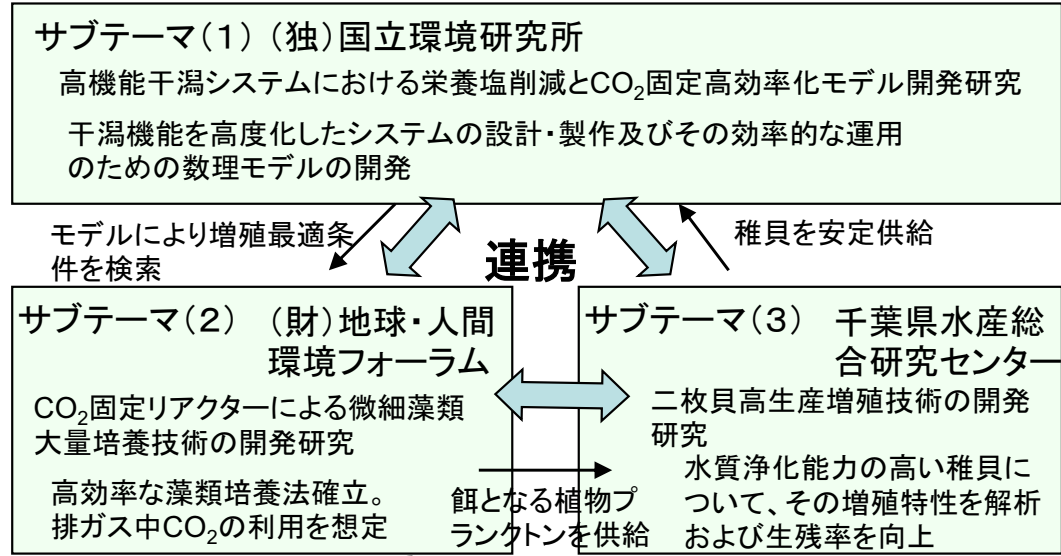 サブテーマ（１）（独）国立環境研究所
高機能干潟システムにおける栄養塩削減とCO2固定高効率化モデル開発研究
干潟機能を高度化したシステムの設計・製作及びその効率的な運用
のための数理モデルの開発
モデルにより増殖最適条
件を検索
連携
稚貝を安定供給
サブテーマ（２）　（財）地球・人間
環境フォーラム
CO2固定リアクターによる微細藻類
大量培養技術の開発研究
高効率な藻類培養法確立。
排ガス中CO2の利用を想定
餌となる植物プ
ランクトンを供給
サブテーマ（３）　千葉県水産総
合研究センター
二枚貝高生産増殖技術の開発
研究
水質浄化能力の高い稚貝に
ついて、その増殖特性を解析
および生残率を向上